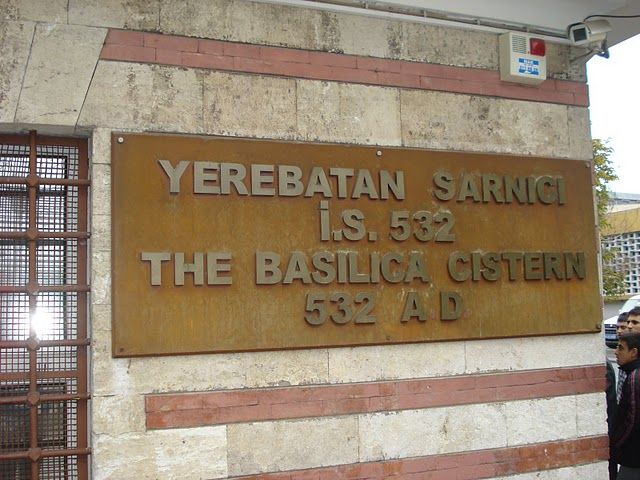 YEREBATAN SARNICI
İ.S. 532
THE BASILICA CISTERN
532 A D